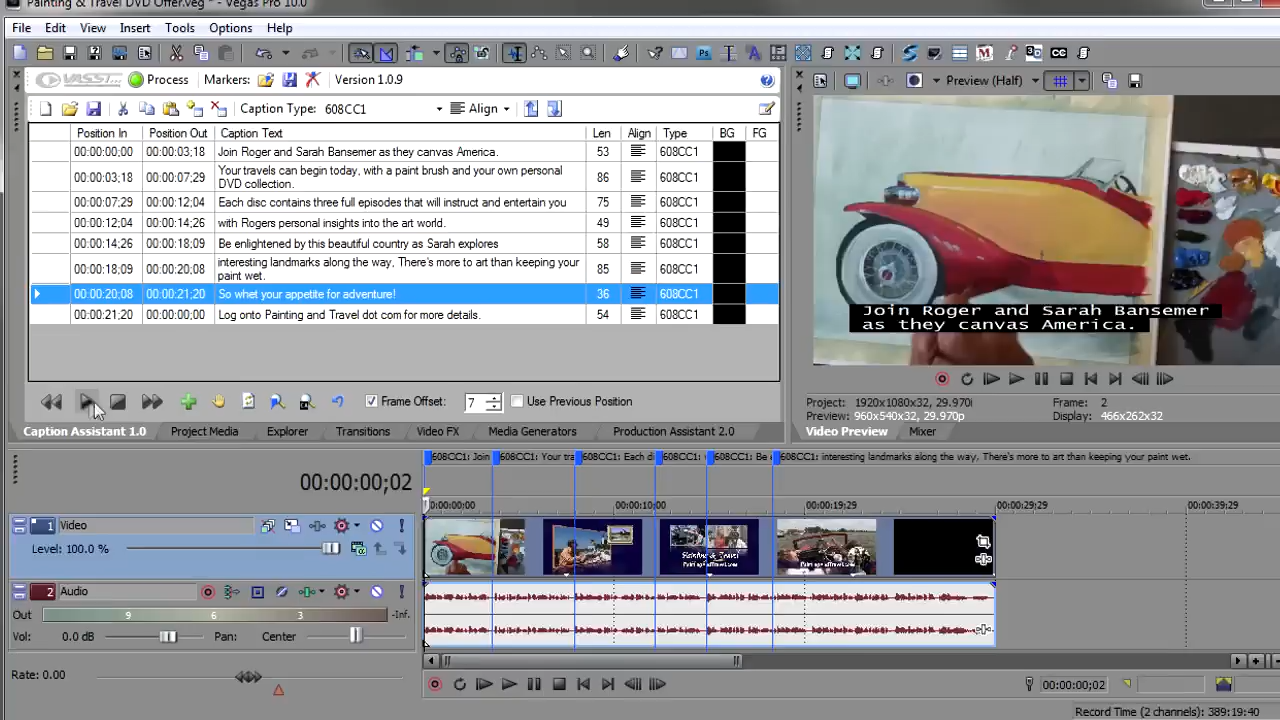 Painting & Travel DVD Offer.veg * - Vegas Pro 10.0
File Edit View Insert Tools Options Help
VASST Process Markers: Version 1.0.9
Preview (Half)
Caption Type: 608CC1 Align
Position In Position Out Caption Text Len Align Type BG FG
00:00:00;00 00:00:03;18 Join Roger and Sarah Bansemer as they canvas America. 53 608CC1
00:00:03;18 00:00:07;29 Your travels can begin today, with a paint brush and your own personal 86 608CC1
DVD collection.
00:00:07;29 00:00:12;04 Each disc contains three full episodes that will instruct and entertain you 75 608CC1
00:00:12;04 00:00:14;26 with Rogers personal insights into the art world. 49 608CC1
00:00:14;26 00:00:18;09 Be enlightened by this beautiful country as Sarah explores 58 608CC1
00:00:18;09 00:00:20;08 interesting landmarks along the way. There's more to art than keeping your 85 608CC1
paint wet.
00:00:20;08 00:00:21;20 So whet your appetite for adventure! 36 608CC1
00:00:21;20 00:00:00;00 Log onto Painting and Travel dot com for more details. 54 608CC1
Join Roger and Sarah Bansemer
as they canvas America.
Frame Offset: 7 Use Previous Position
Project: 1920x1080x32, 29.970i Frame: 2
Preview: 960x540x32, 29.970p Display: 466x262x32
Caption Assistant 1.0 Project Media Explorer Transitions Video FX Media Generators Production Assistant 2.0
Video Preview Mixer
608CC1: Join 608CC1: Your tra 608CC1: Each di 608CC1: 608CC1: Be e 608CC1: interesting landmarks along the way. There's more to art than keeping your paint wet.
00:00:00;02
00:00:00;00 00:00:10;00 00:00:19;29 00:00:29;29 00:00:39;29
1 Video
Level: 100.0 %
2 Audio
Out 9 6 3 -Inf.
Vol: 0.0 dB Pan: Center
Rate: 0.00
00:00:00;02
Record Time (2 channels): 389:19:40